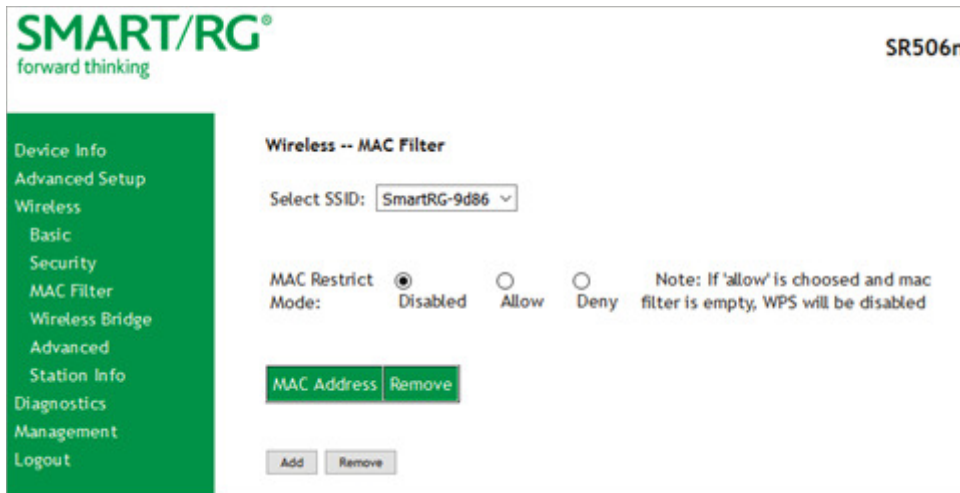 SMART/RG®
forward thinking
SR506n
Device Info
Advanced Setup
Wireless
Basic
Security
MAC Filter
Wireless Bridge
Advanced
Station Info
Diagnostics
Management
Logout
Wireless -- MAC Filter
Select SSID: SmartRG-9d86
MAC Restrict Mode: Disabled Allow Deny Note: If 'allow' is choosed and mac
filter is empty, WPS will be disabled
MAC Address Remove
Add Remove